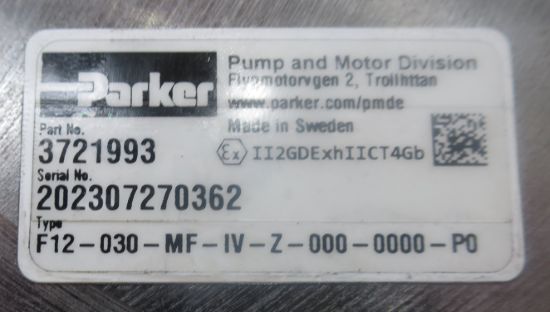 Parker
Pump and Motor Division
Flygmotorvgen 2, Trollhttan
www.parker.com/pmde
Made in Sweden
Part No.
3721993
Ex II2GDExhIICT4Gb
Serial No.
202307270362
Type
F12-030-MF-IV-Z-000-0000-P0